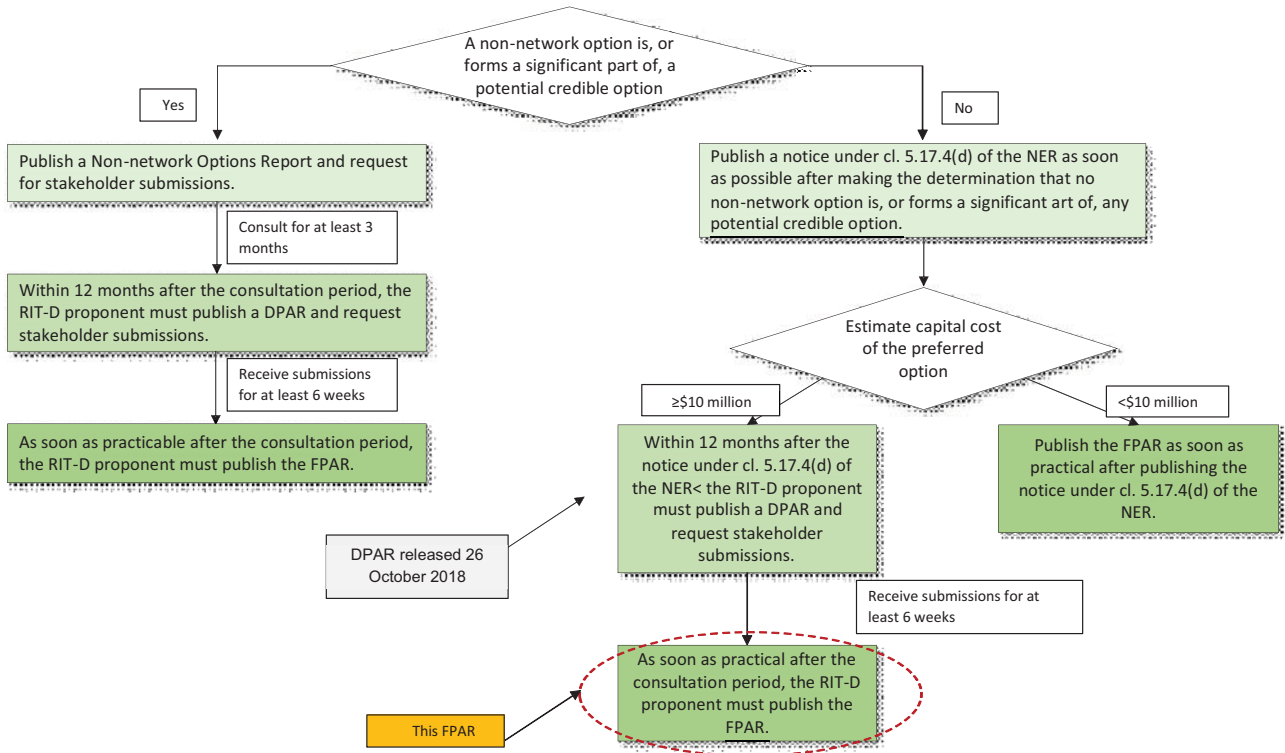 A non-network option is, or
forms a significant part of, a
potential credible option
Yes
No
Publish a Non-network Options Report and request
for stakeholder submissions.
Publish a notice under cl. 5.17.4(d) of the NER as soon
as possible after making the determination that no
non-network option is, or forms a significant art of, any
potential credible option.
Consult for at least 3
months
Within 12 months after the consultation period, the
RIT-D proponent must publish a DPAR and request
stakeholder submissions.
Estimate capital cost
of the preferred
option
Receive submissions
for at least 6 weeks
≥$10 million
<$10 million
As soon as practicable after the consultation period,
the RIT-D proponent must publish the FPAR.
Within 12 months after the
notice under cl. 5.17.4(d) of
the NER< the RIT-D proponent
must publish a DPAR and
request stakeholder
submissions.
Publish the FPAR as soon as
practical after publishing the
notice under cl. 5.17.4(d) of the
NER.
DPAR released 26
October 2018
Receive submissions for at
least 6 weeks
As soon as practical after the
consultation period, the RIT-D
proponent must publish the
FPAR.
This FPAR